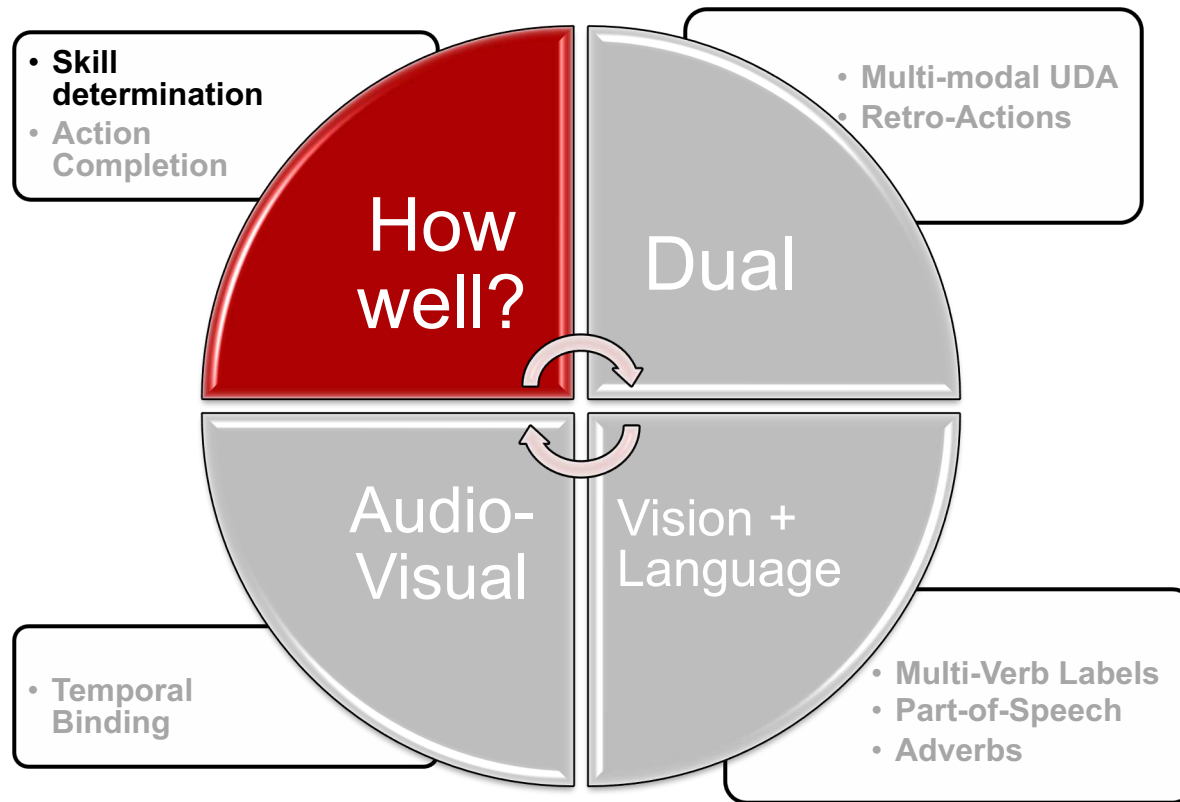 • Skill
determination
• Action
Completion
• Multi-modal UDA
• Retro-Actions
How
well?
Dual
Audio-
Visual
Vision +
Language
• Temporal
Binding
• Multi-Verb Labels
• Part-of-Speech
• Adverbs